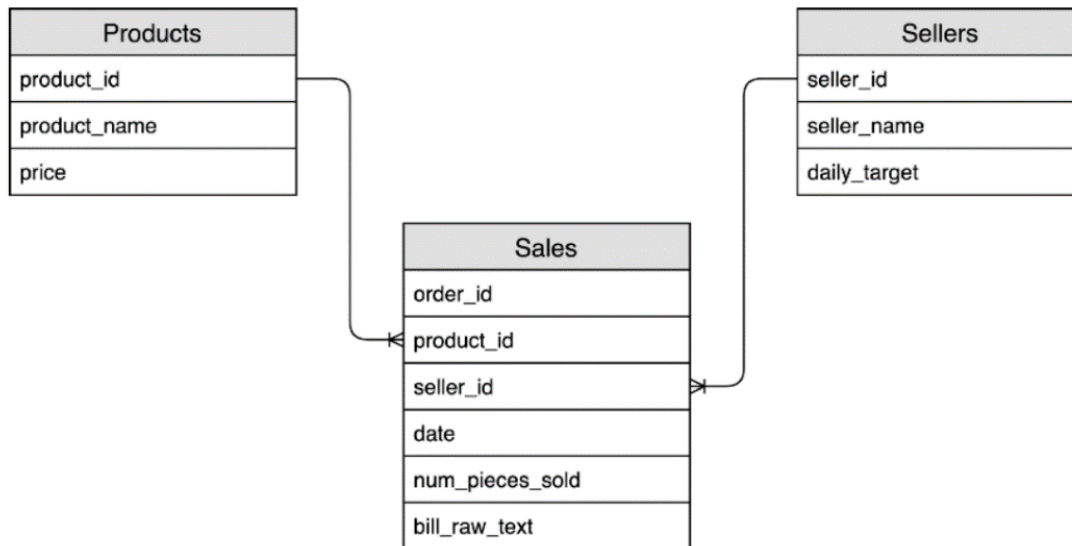 Products
product_id
product_name
price
Sellers
seller_id
seller_name
daily_target
Sales
order_id
product_id
seller_id
date
num_pieces_sold
bill_raw_text